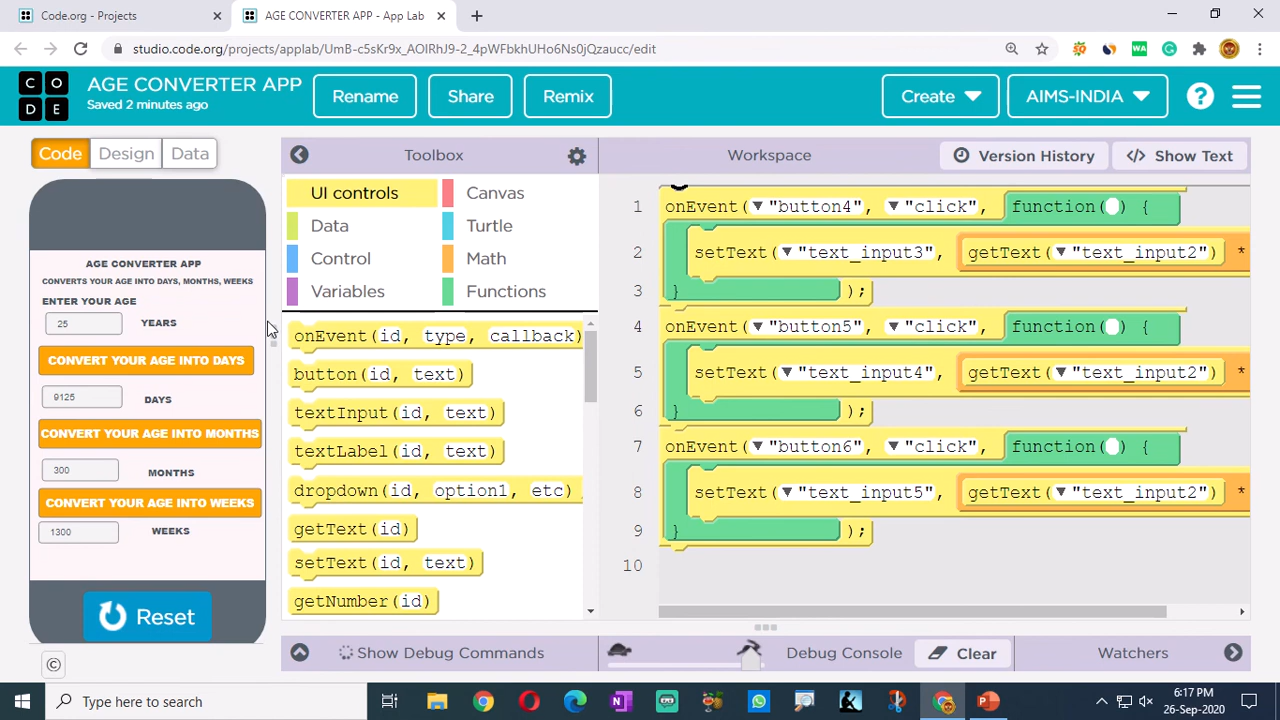 Code.org - Projects
AGE CONVERTER APP - App Lab
studio.code.org/projects/applab/UmB-c5sKr9x_AOIRhJ9-2_4pWFbkhUHo6Ns0jQzaucc/edit
WA
CO
DE
AGE CONVERTER APP
Saved 2 minutes ago
Rename
Share
Remix
Create
AIMS-INDIA
?
Code
Design
Data
Toolbox
Workspace
Version History
</> Show Text
UI controls
Canvas
Data
Turtle
Control
Math
Variables
Functions
AGE CONVERTER APP
CONVERTS YOUR AGE INTO DAYS, MONTHS, WEEKS
ENTER YOUR AGE
25 YEARS
CONVERT YOUR AGE INTO DAYS
9125 DAYS
CONVERT YOUR AGE INTO MONTHS
300 MONTHS
CONVERT YOUR AGE INTO WEEKS
1300 WEEKS
Reset
©
onEvent(id, type, callback)
button(id, text)
textInput(id, text)
textLabel(id, text)
dropdown(id, option1, etc)
getText(id)
setText(id, text)
getNumber(id)
1 onEvent( "button4", "click", function( ) {
2 setText( "text_input3", getText( "text_input2") *
3 } );
4 onEvent( "button5", "click", function( ) {
5 setText( "text_input4", getText( "text_input2") *
6 } );
7 onEvent( "button6", "click", function( ) {
8 setText( "text_input5", getText( "text_input2") *
9 } );
10
Show Debug Commands
Debug Console
Clear
Watchers
Type here to search
6:17 PM
26-Sep-2020